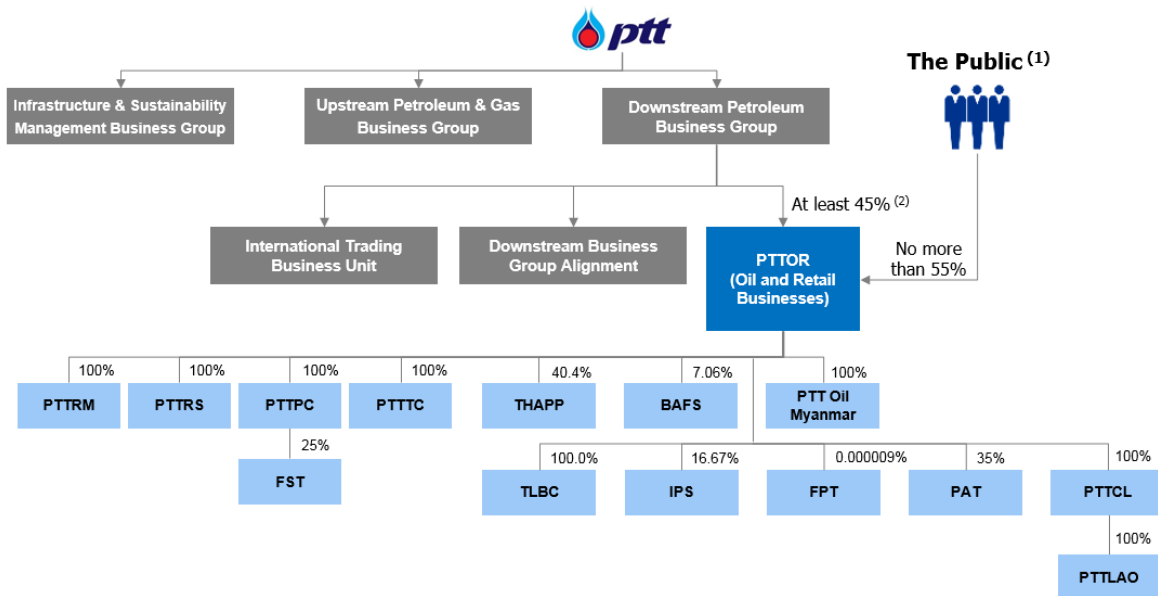 ptt
The Public (1)
Infrastructure & Sustainability
Management Business Group
Upstream Petroleum & Gas
Business Group
Downstream Petroleum
Business Group
At least 45% (2)
International Trading
Business Unit
Downstream Business
Group Alignment
PTTOR
(Oil and Retail
Businesses)
No more
than 55%
100%
100%
100%
100%
40.4%
7.06%
100%
PTTRM
PTTRS
PTTPC
PTTTC
THAPP
BAFS
PTT Oil
Myanmar
25%
FST
100.0%
16.67%
0.000009%
35%
100%
TLBC
IPS
FPT
PAT
PTTCL
100%
PTTLAO